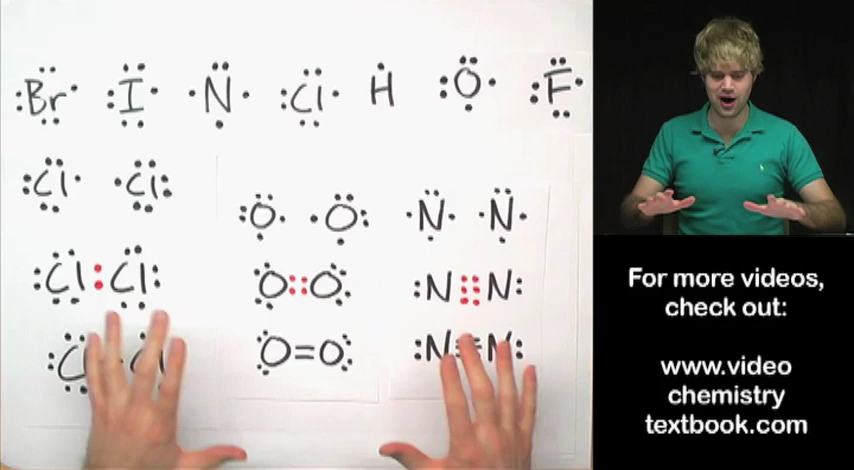 Br I N Cl H O F
Cl Cl
O O N N
Cl:Cl O::O :N N:
O=O :N≡N:
For more videos,
check out:
www.video
chemistry
textbook.com